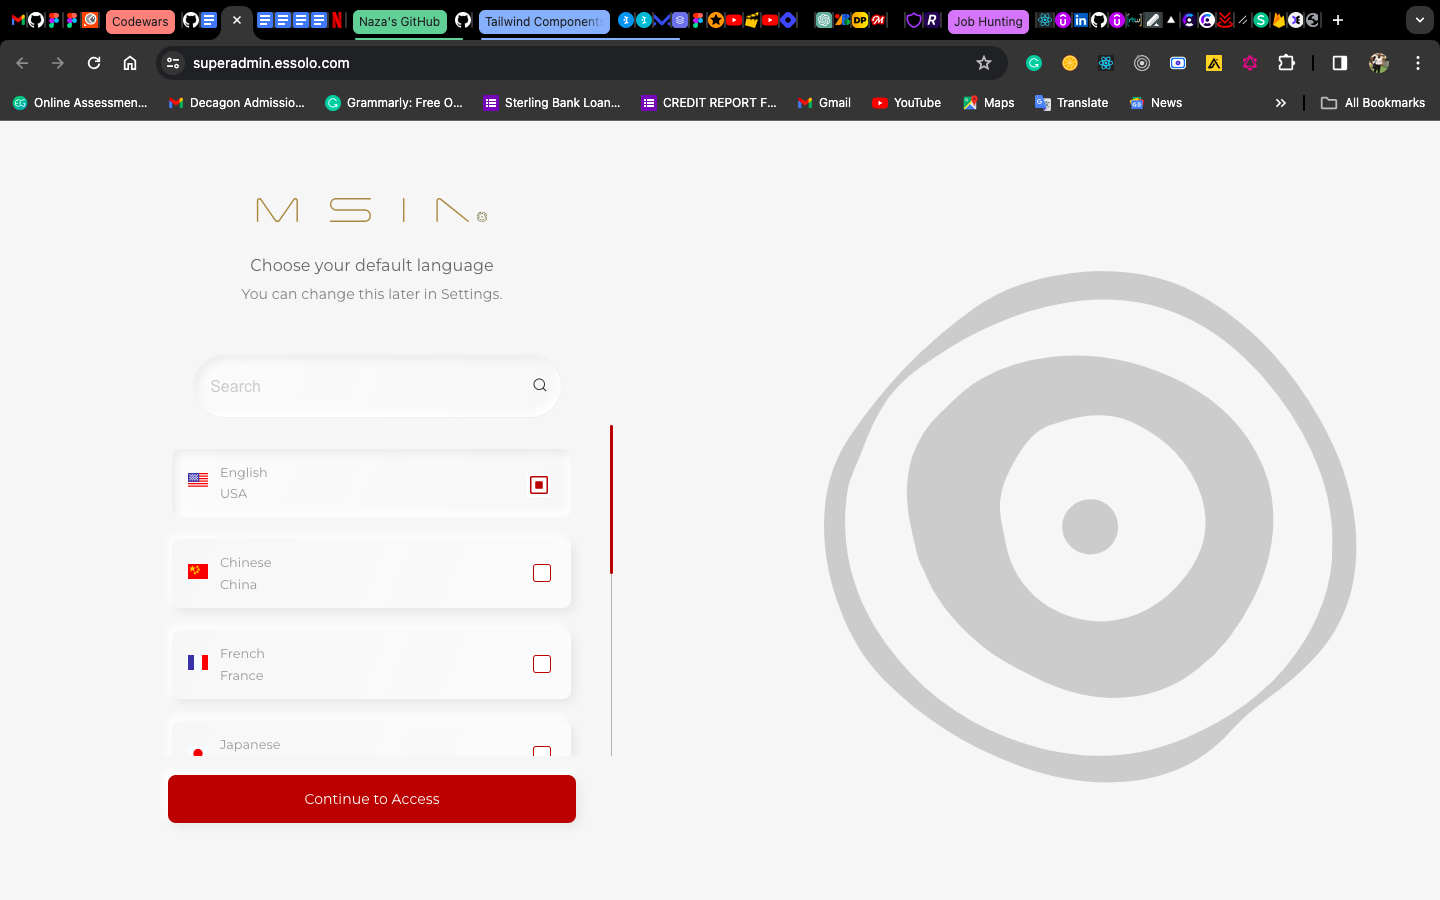 Codewars
Naza's GitHub
Tailwind Components
Job Hunting
superadmin.essolo.com
Online Assessmen...
Decagon Admissio...
Grammarly: Free O...
Sterling Bank Loan...
CREDIT REPORT F...
Gmail
YouTube
Maps
Translate
News
All Bookmarks
MSIN
Choose your default language
You can change this later in Settings.
Search
English
USA
Chinese
China
French
France
Japanese
Continue to Access